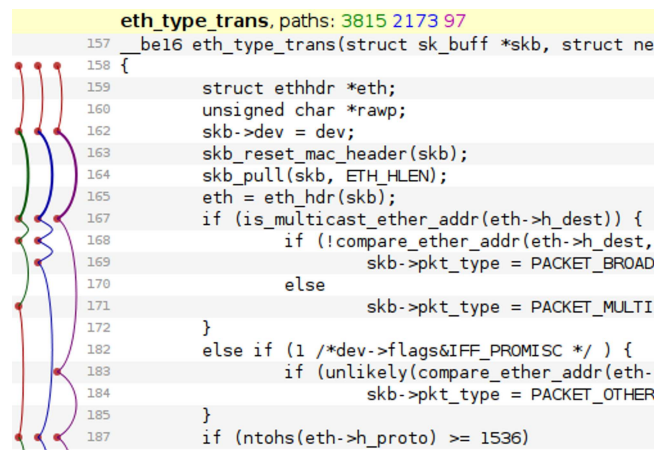 eth_type_trans, paths: 3815 2173 97
157 __be16 eth_type_trans(struct sk_buff *skb, struct ne
158 {
159 struct ethhdr *eth;
160 unsigned char *rawp;
162 skb->dev = dev;
163 skb_reset_mac_header(skb);
164 skb_pull(skb, ETH_HLEN);
165 eth = eth_hdr(skb);
167 if (is_multicast_ether_addr(eth->h_dest)) {
168 if (!compare_ether_addr(eth->h_dest,
169 skb->pkt_type = PACKET_BROAD
170 else
171 skb->pkt_type = PACKET_MULTI
172 }
182 else if (1 /*dev->flags&IFF_PROMISC */ ) {
183 if (unlikely(compare_ether_addr(eth-
184 skb->pkt_type = PACKET_OTHER
185 }
187 if (ntohs(eth->h_proto) >= 1536)